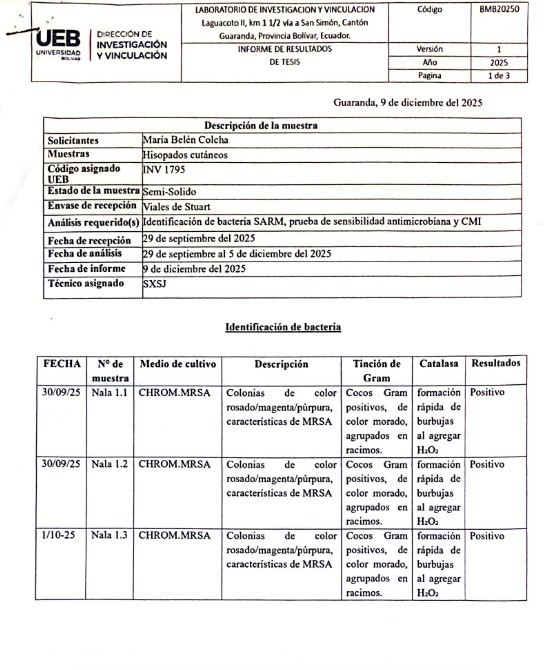 UEB
UNIVERSIDAD
BOLIVAR
DIRECCIÓN DE
INVESTIGACIÓN
Y VINCULACIÓN
LABORATORIO DE INVESTIGACION Y VINCULACION
Laguacoto II, km 1 1/2 vía a San Simón, Cantón
Guaranda, Provincia Bolívar, Ecuador.
INFORME DE RESULTADOS
DE TESIS
Código BMB20250
Versión 1
Año 2025
Pagina 1 de 3
Guaranda, 9 de diciembre del 2025
Descripción de la muestra
Solicitantes María Belén Colcha
Muestras Hisopados cutáneos
Código asignado INV 1795
UEB
Estado de la muestra Semi-Solido
Envase de recepción Viales de Stuart
Análisis requerido(s) Identificación de bacteria SARM, prueba de sensibilidad antimicrobiana y CMI
Fecha de recepción 29 de septiembre del 2025
Fecha de análisis 29 de septiembre al 5 de diciembre del 2025
Fecha de informe 9 de diciembre del 2025
Técnico asignado SXSJ
Identificación de bacteria
FECHA N° de Medio de cultivo Descripción Tinción de Catalasa Resultados
muestra Gram
30/09/25 Nala 1.1 CHROM.MRSA Colonias de color Cocos Gram formación Positivo
rosado/magenta/púrpura, positivos, de rápida de
características de MRSA color morado, burbujas
agrupados en al agregar
racimos. H₂O₂
30/09/25 Nala 1.2 CHROM.MRSA Colonias de color Cocos Gram formación Positivo
rosado/magenta/púrpura, positivos, de rápida de
características de MRSA color morado, burbujas
agrupados en al agregar
racimos. H₂O₂
1/10-25 Nala 1.3 CHROM.MRSA Colonias de color Cocos Gram formación Positivo
rosado/magenta/púrpura, positivos, de rápida de
características de MRSA color morado, burbujas
agrupados en al agregar
racimos. H₂O₂